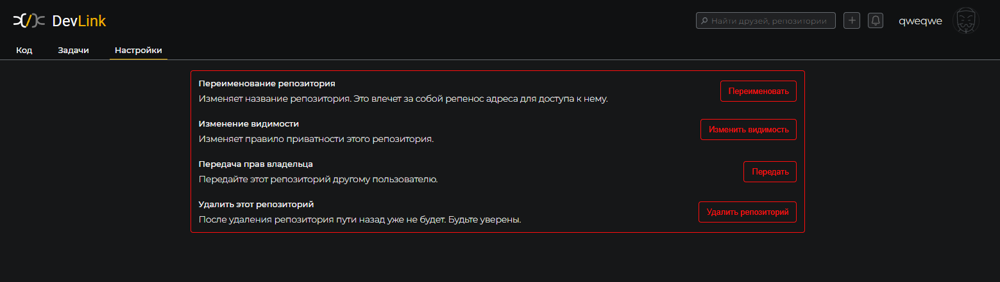 DevLink
Найти друзей, репозитории
qweqwe
Код Задачи Настройки
Переименование репозитория
Изменяет название репозитория. Это влечет за собой репенос адреса для доступа к нему.
Переименовать
Изменение видимости
Изменяет правило приватности этого репозитория.
Изменить видимость
Передача прав владельца
Передайте этот репозиторий другому пользователю.
Передать
Удалить этот репозиторий
После удаления репозитория пути назад уже не будет. Будьте уверены.
Удалить репозиторий